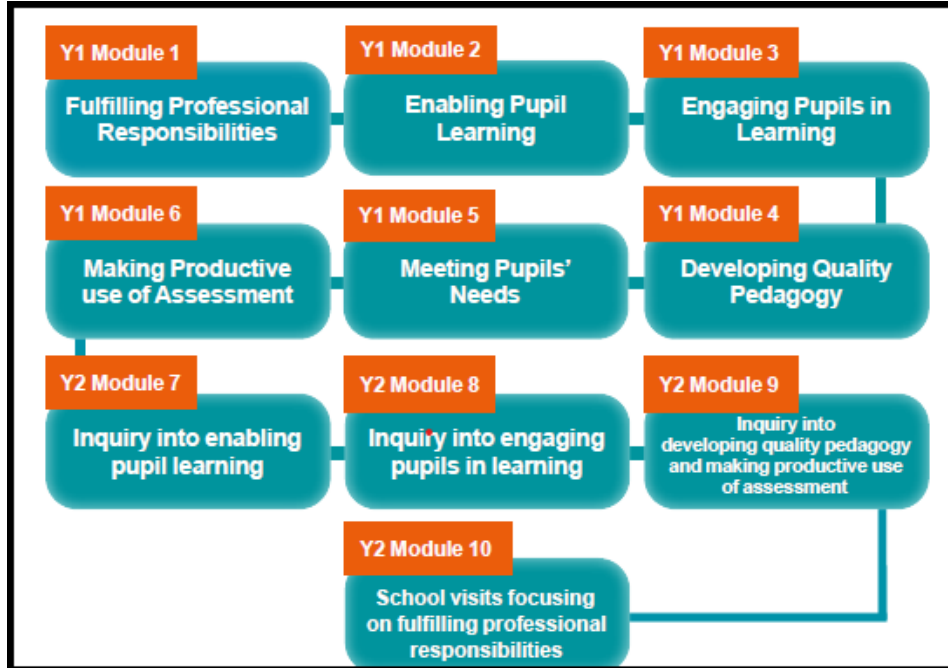 Y1 Module 1
Fulfilling Professional
Responsibilities
Y1 Module 2
Enabling Pupil
Learning
Y1 Module 3
Engaging Pupils in
Learning
Y1 Module 4
Developing Quality
Pedagogy
Y1 Module 5
Meeting Pupils'
Needs
Y1 Module 6
Making Productive
use of Assessment
Y2 Module 7
Inquiry into enabling
pupil learning
Y2 Module 8
Inquiry into engaging
pupils in learning
Y2 Module 9
Inquiry into
developing quality pedagogy
and making productive use
of assessment
Y2 Module 10
School visits focusing
on fulfilling professional
responsibilities